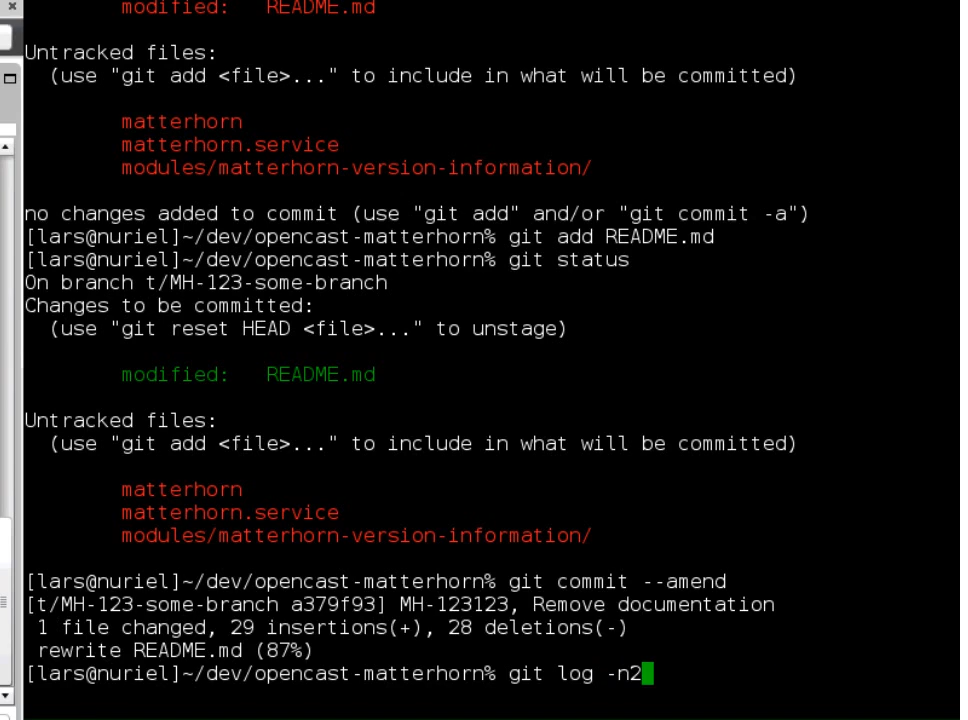 modified:   README.md
Untracked files:
(use "git add <file>..." to include in what will be committed)
matterhorn
matterhorn.service
modules/matterhorn-version-information/
no changes added to commit (use "git add" and/or "git commit -a")
[lars@nuriel]~/dev/opencast-matterhorn% git add README.md
[lars@nuriel]~/dev/opencast-matterhorn% git status
On branch t/MH-123-some-branch
Changes to be committed:
(use "git reset HEAD <file>..." to unstage)
modified:   README.md
Untracked files:
(use "git add <file>..." to include in what will be committed)
matterhorn
matterhorn.service
modules/matterhorn-version-information/
[lars@nuriel]~/dev/opencast-matterhorn% git commit --amend
[t/MH-123-some-branch a379f93] MH-123123, Remove documentation
1 file changed, 29 insertions(+), 28 deletions(-)
rewrite README.md (87%)
[lars@nuriel]~/dev/opencast-matterhorn% git log -n2